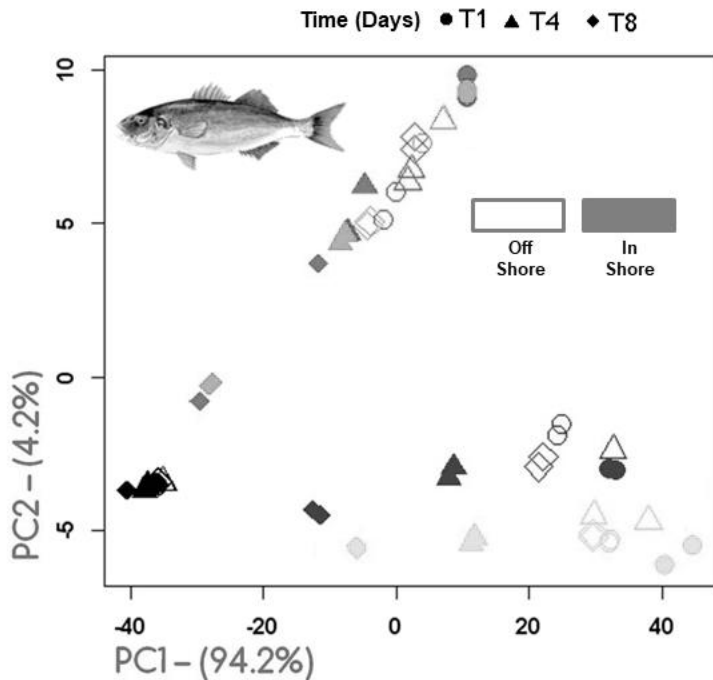 Time (Days) ● T1 ▲ T4 ◆ T8
10
5
0
-5
Off
Shore
In
Shore
PC2 – (4.2%)
-40 -20 0 20 40
PC1 – (94.2%)